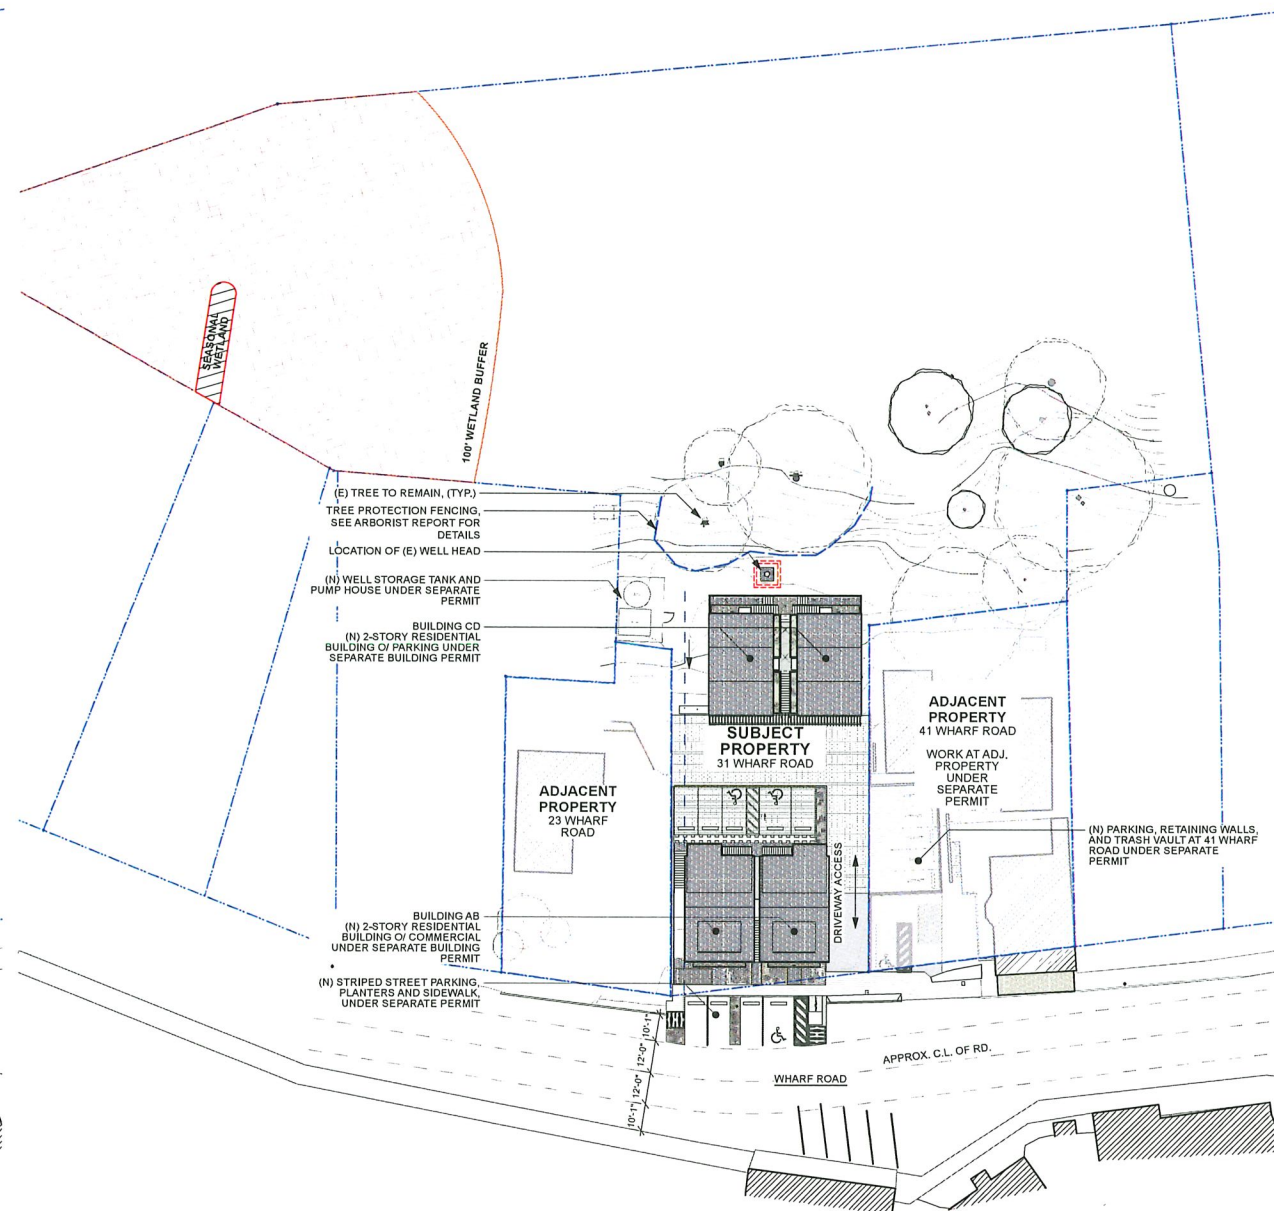 SEASONAL
WETLAND
100' WETLAND BUFFER
(E) TREE TO REMAIN, (TYP.)
TREE PROTECTION FENCING,
SEE ARBORIST REPORT FOR
DETAILS
LOCATION OF (E) WELL HEAD
(N) WELL STORAGE TANK AND
PUMP HOUSE UNDER SEPARATE
PERMIT
BUILDING CD
(N) 2-STORY RESIDENTIAL
BUILDING O/ PARKING UNDER
SEPARATE BUILDING PERMIT
SUBJECT
PROPERTY
31 WHARF ROAD
ADJACENT
PROPERTY
41 WHARF ROAD
WORK AT ADJ.
PROPERTY
UNDER
SEPARATE
PERMIT
ADJACENT
PROPERTY
23 WHARF
ROAD
(N) PARKING, RETAINING WALLS,
AND TRASH VAULT AT 41 WHARF
ROAD UNDER SEPARATE
PERMIT
DRIVEWAY ACCESS
BUILDING AB
(N) 2-STORY RESIDENTIAL
BUILDING O/ COMMERCIAL
UNDER SEPARATE BUILDING
PERMIT
(N) STRIPED STREET PARKING,
PLANTERS AND SIDEWALK,
UNDER SEPARATE PERMIT
10'-1"
12'-0"
12'-0"
10'-1"
APPROX. C.L. OF RD.
WHARF ROAD